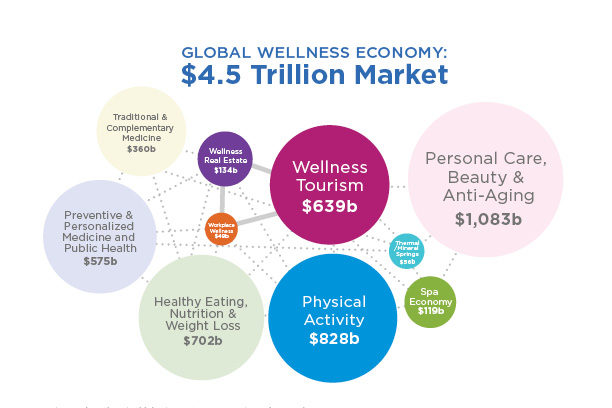 GLOBAL WELLNESS ECONOMY:
$4.5 Trillion Market
Traditional &
Complementary
Medicine
$360b
Wellness
Real Estate
$134b
Wellness
Tourism
$639b
Personal Care,
Beauty &
Anti-Aging
$1,083b
Preventive &
Personalized
Medicine and
Public Health
$575b
Workplace
Wellness
$48b
Thermal
/Mineral
Springs
$56b
Healthy Eating,
Nutrition &
Weight Loss
$702b
Physical
Activity
$828b
Spa
Economy
$119b